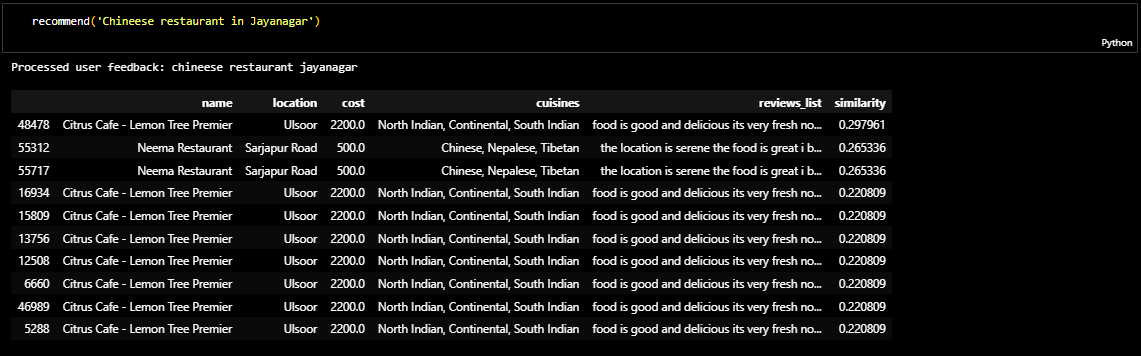 recommend('Chineese restaurant in Jayanagar')
Python
Processed user feedback: chineese restaurant jayanagar
name location cost cuisines reviews_list similarity
48478 Citrus Cafe - Lemon Tree Premier Ulsoor 2200.0 North Indian, Continental, South Indian food is good and delicious its very fresh no... 0.297961
55312 Neema Restaurant Sarjapur Road 500.0 Chinese, Nepalese, Tibetan the location is serene the food is great i b... 0.265336
55717 Neema Restaurant Sarjapur Road 500.0 Chinese, Nepalese, Tibetan the location is serene the food is great i b... 0.265336
16934 Citrus Cafe - Lemon Tree Premier Ulsoor 2200.0 North Indian, Continental, South Indian food is good and delicious its very fresh no... 0.220809
15809 Citrus Cafe - Lemon Tree Premier Ulsoor 2200.0 North Indian, Continental, South Indian food is good and delicious its very fresh no... 0.220809
13756 Citrus Cafe - Lemon Tree Premier Ulsoor 2200.0 North Indian, Continental, South Indian food is good and delicious its very fresh no... 0.220809
12508 Citrus Cafe - Lemon Tree Premier Ulsoor 2200.0 North Indian, Continental, South Indian food is good and delicious its very fresh no... 0.220809
6660 Citrus Cafe - Lemon Tree Premier Ulsoor 2200.0 North Indian, Continental, South Indian food is good and delicious its very fresh no... 0.220809
46989 Citrus Cafe - Lemon Tree Premier Ulsoor 2200.0 North Indian, Continental, South Indian food is good and delicious its very fresh no... 0.220809
5288 Citrus Cafe - Lemon Tree Premier Ulsoor 2200.0 North Indian, Continental, South Indian food is good and delicious its very fresh no... 0.220809